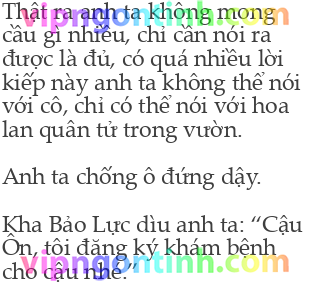 Thật ra anh ta không mong
cầu gì nhiều, chỉ cần nói ra
được là đủ, có quá nhiều lời
kiếp này anh ta không thể nói
với cô, chỉ có thể nói với hoa
lan quân tử trong vườn.
Anh ta chống ô đứng dậy.
Kha Bảo Lực dìu anh ta: “Cậu
Ôn, tôi đăng ký khám bệnh
cho cậu nhé.”
vipngontinh.com
vipngontinh.com
vipngontinh.com